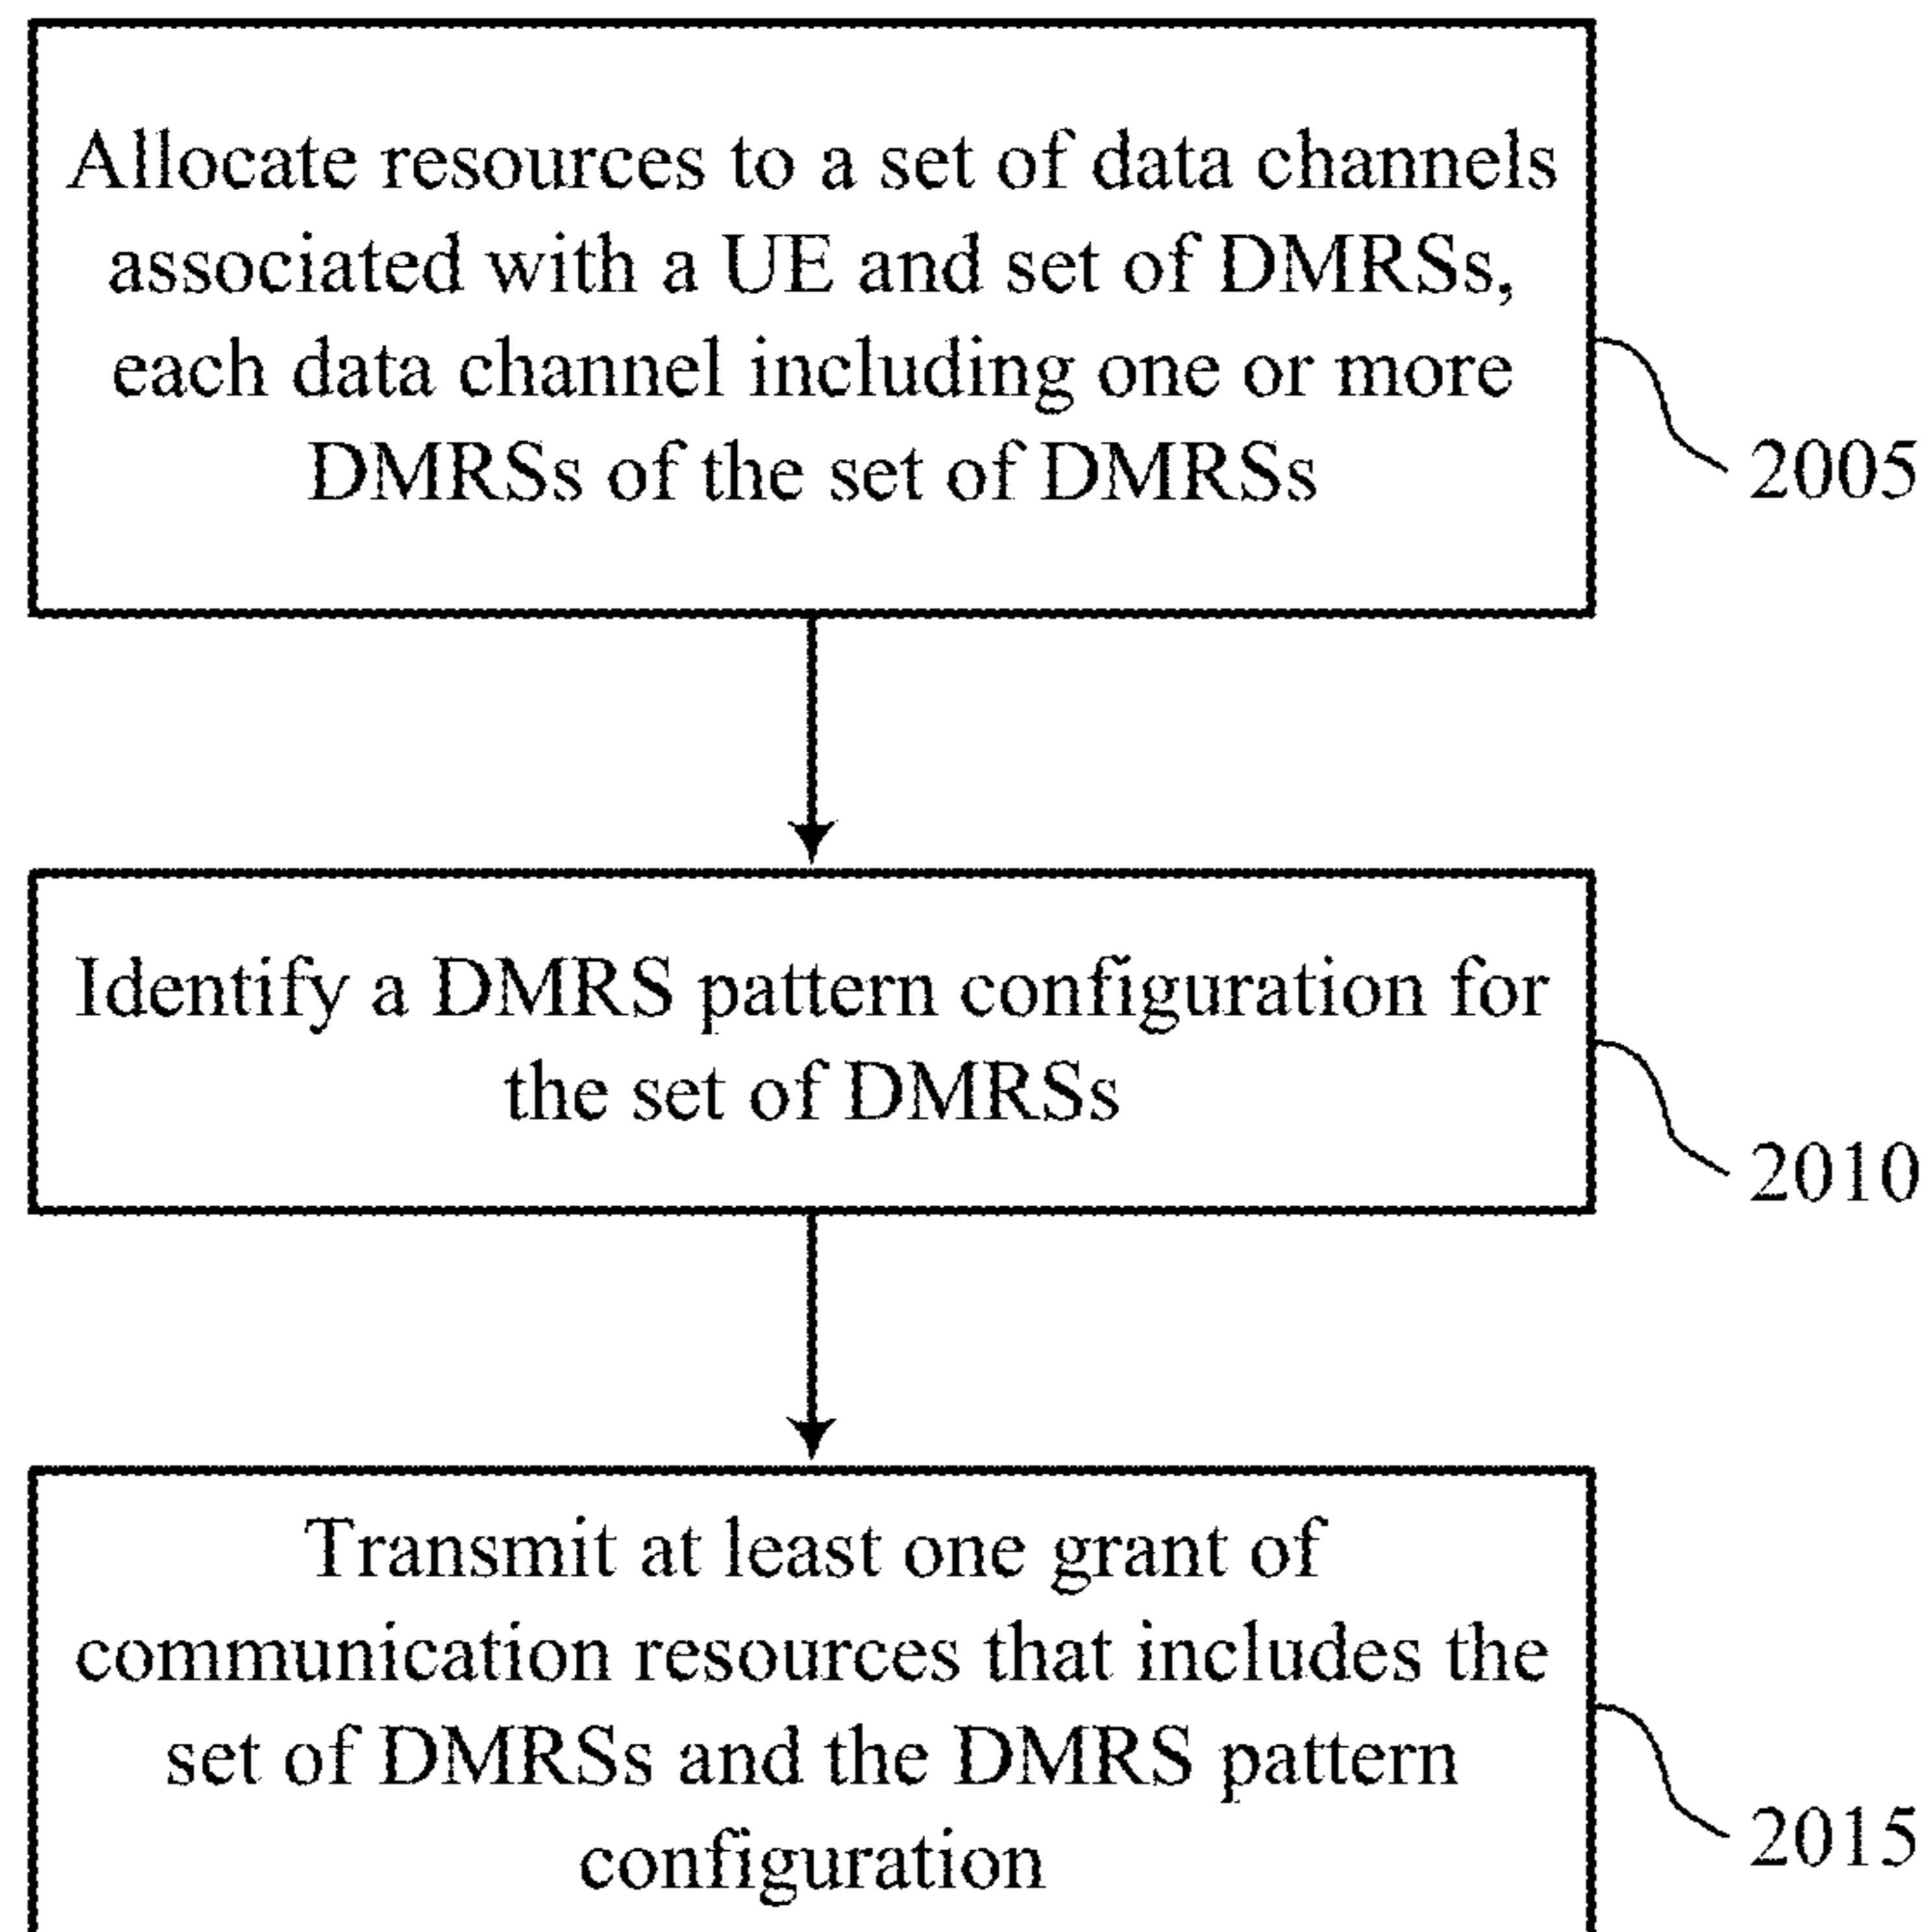 Allocate resources to a set of data channels
associated with a UE and set of DMRSs,
each data channel including one or more
DMRSs of the set of DMRSs
2005
Identify a DMRS pattern configuration for
the set of DMRSs
2010
Transmit at least one grant of
communication resources that includes the
set of DMRSs and the DMRS pattern
configuration
2015